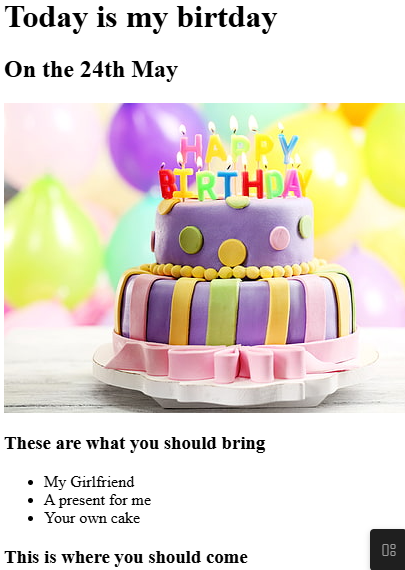 Today is my birtday
On the 24th May
HAPPY
BIRTHDAY
These are what you should bring
My Girlfriend
A present for me
Your own cake
This is where you should come